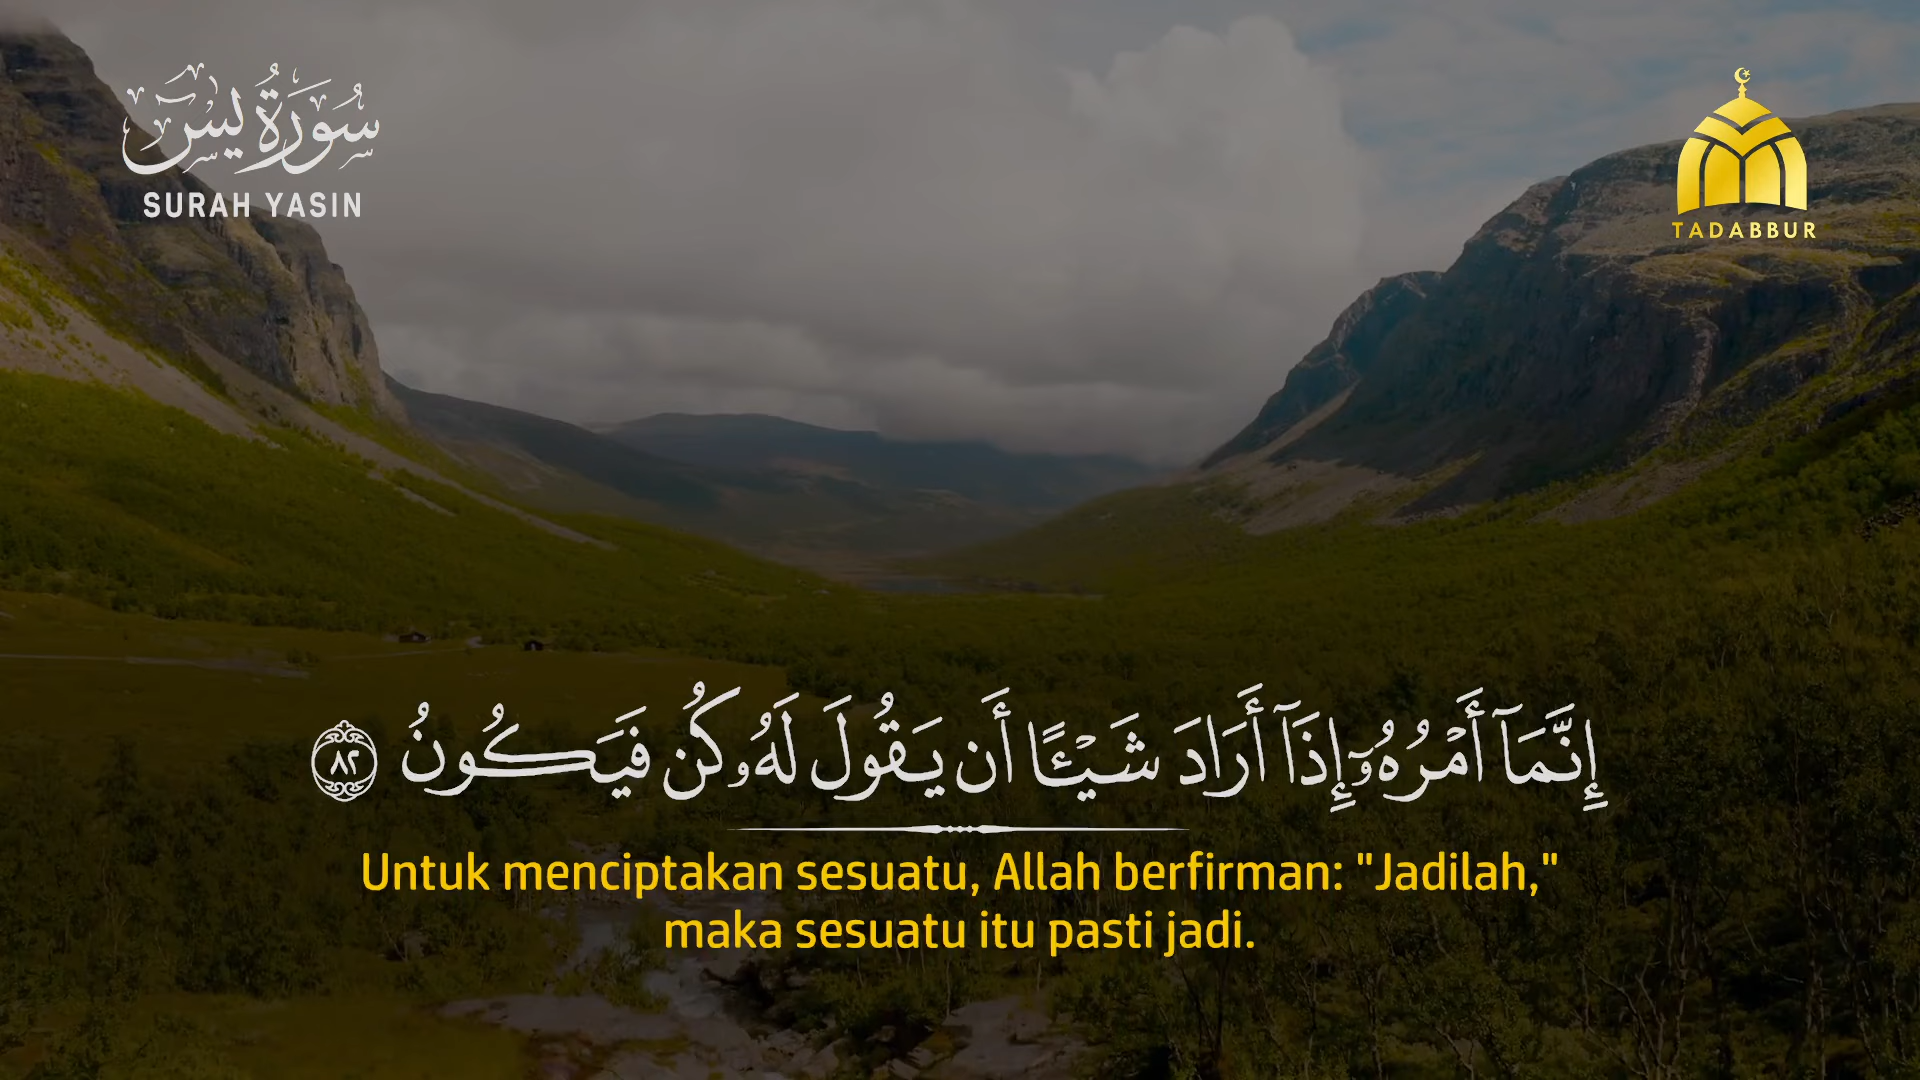 سُورَةُ يسٓ
SURAH YASIN
TADABBUR
إِنَّمَآ أَمْرُهُۥٓ إِذَآ أَرَادَ شَيْـًٔا أَن يَقُولَ لَهُۥ كُن فَيَكُونُ ٨٢
Untuk menciptakan sesuatu, Allah berfirman: "Jadilah,"
maka sesuatu itu pasti jadi.